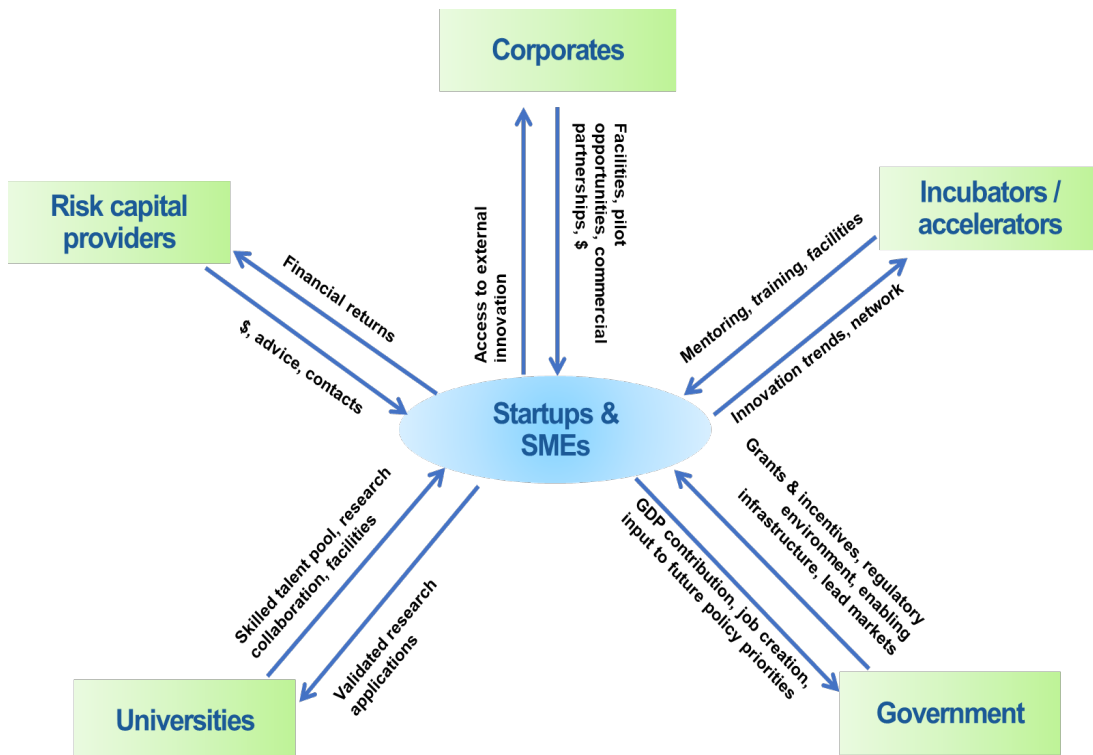 Corporates
Facilities, pilot
opportunities, commercial
partnerships, $
Access to external
innovation
Risk capital
providers
Financial returns
$, advice, contacts
Incubators /
accelerators
Mentoring, training, facilities
Innovation trends, network
Startups &
SMEs
Skilled talent pool, research
collaboration, facilities
Validated research
applications
Universities
Grants & incentives, regulatory
environment, enabling
infrastructure, lead markets
GDP contribution, job creation,
input to future policy priorities
Government